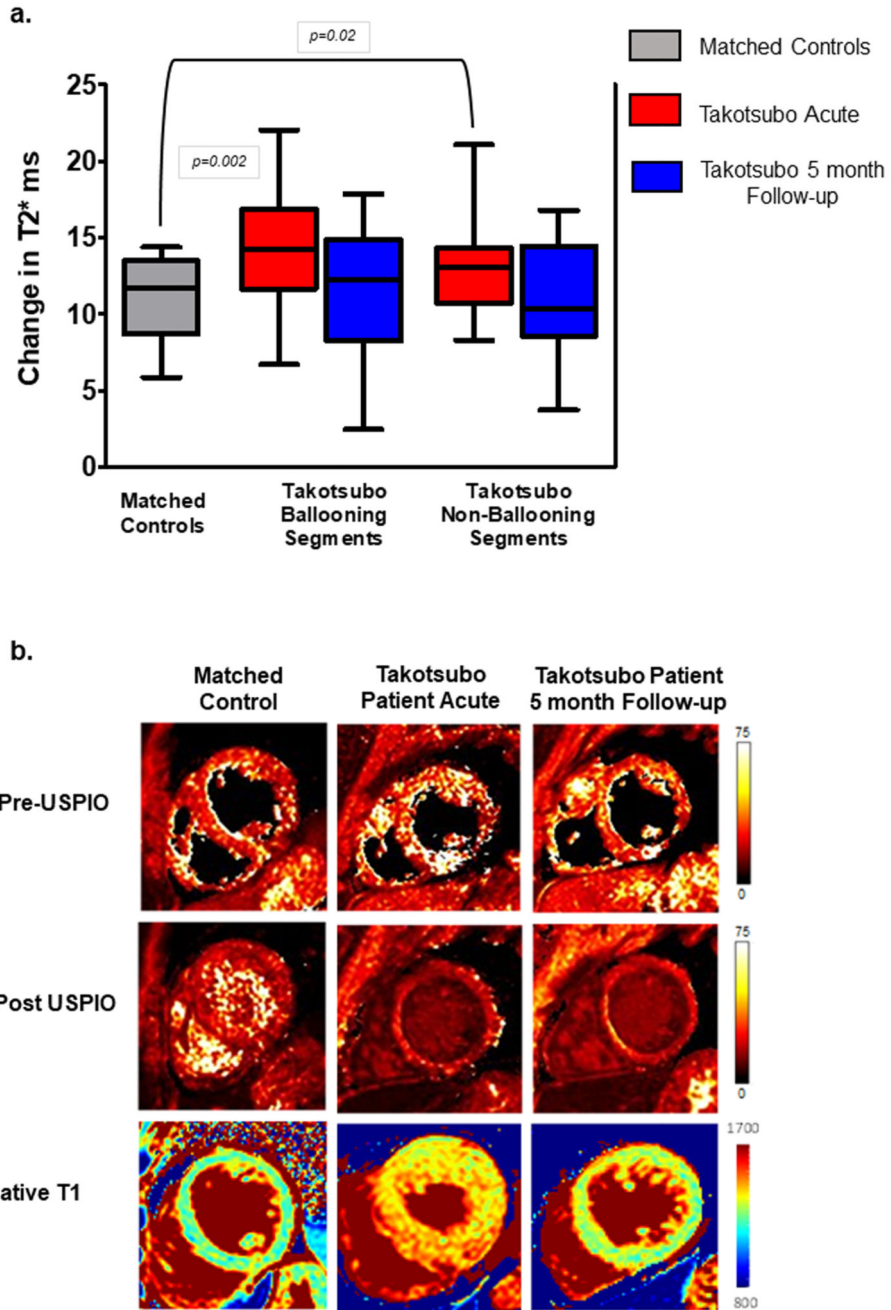 a.
p=0.02
Matched Controls
Takotsubo Acute
Takotsubo 5 month
Follow-up
p=0.002
Change in T2* ms
25
20
15
10
5
0
Matched
Controls
Takotsubo
Ballooning
Segments
Takotsubo
Non-Ballooning
Segments
b.
Matched
Control
Takotsubo
Patient Acute
Takotsubo Patient
5 month Follow-up
Pre-USPIO
75
0
Post USPIO
75
0
ative T1
1700
800